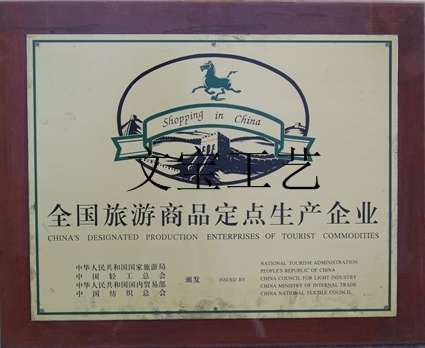 Shopping in China
文宝工艺
全国旅游商品定点生产企业
CHINA'S DESIGNATED PRODUCTION ENTERPRISES OF TOURIST COMMODITIES
中华人民共和国国家旅游局
中国轻工总会
中华人民共和国国内贸易部
中国纺织总会
颁发
ISSUED BY
NATIONAL TOURISM ADMINISTRATION
PEOPLE'S REPUBLIC OF CHINA
CHINA COUNCIL FOR LIGHT INDUSTRY
CHINA MINISTRY OF INTERNAL TRADE
CHINA NATIONAL TEXTILE COUNCIL